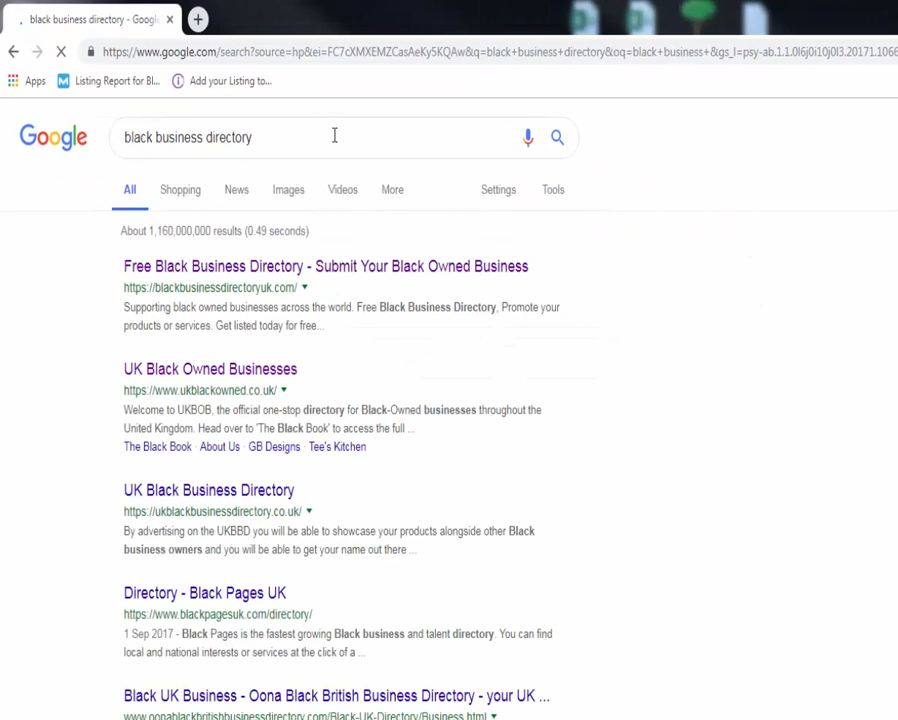 black business directory - Google
https://www.google.com/search?source=hp&ei=FC7cXMXEMZCasAeKy5KQAw&q=black+business+directory&oq=black+business+&gs_l=psy-ab.1.1.0l6j0i10j0l3.20171.1066
Apps Listing Report for Bl... Add your Listing to...
Google black business directory
All Shopping News Images Videos More Settings Tools
About 1,160,000,000 results (0.49 seconds)
Free Black Business Directory - Submit Your Black Owned Business
https://blackbusinessdirectoryuk.com/
Supporting black owned businesses across the world. Free Black Business Directory, Promote your
products or services. Get listed today for free...
UK Black Owned Businesses
https://www.ukblackowned.co.uk/
Welcome to UKBOB, the official one-stop directory for Black-Owned businesses throughout the
United Kingdom. Head over to 'The Black Book' to access the full ...
The Black Book · About Us · GB Designs · Tee's Kitchen
UK Black Business Directory
https://ukblackbusinessdirectory.co.uk/
By advertising on the UKBBD you will be able to showcase your products alongside other Black
business owners and you will be able to get your name out there ...
Directory - Black Pages UK
https://www.blackpagesuk.com/directory/
1 Sep 2017 - Black Pages is the fastest growing Black business and talent directory. You can find
local and national interests or services at the click of a ...
Black UK Business - Oona Black British Business Directory - your UK ...
www.oonablackbritishbusinessdirectory.com/Black-UK-Directory/Business.html